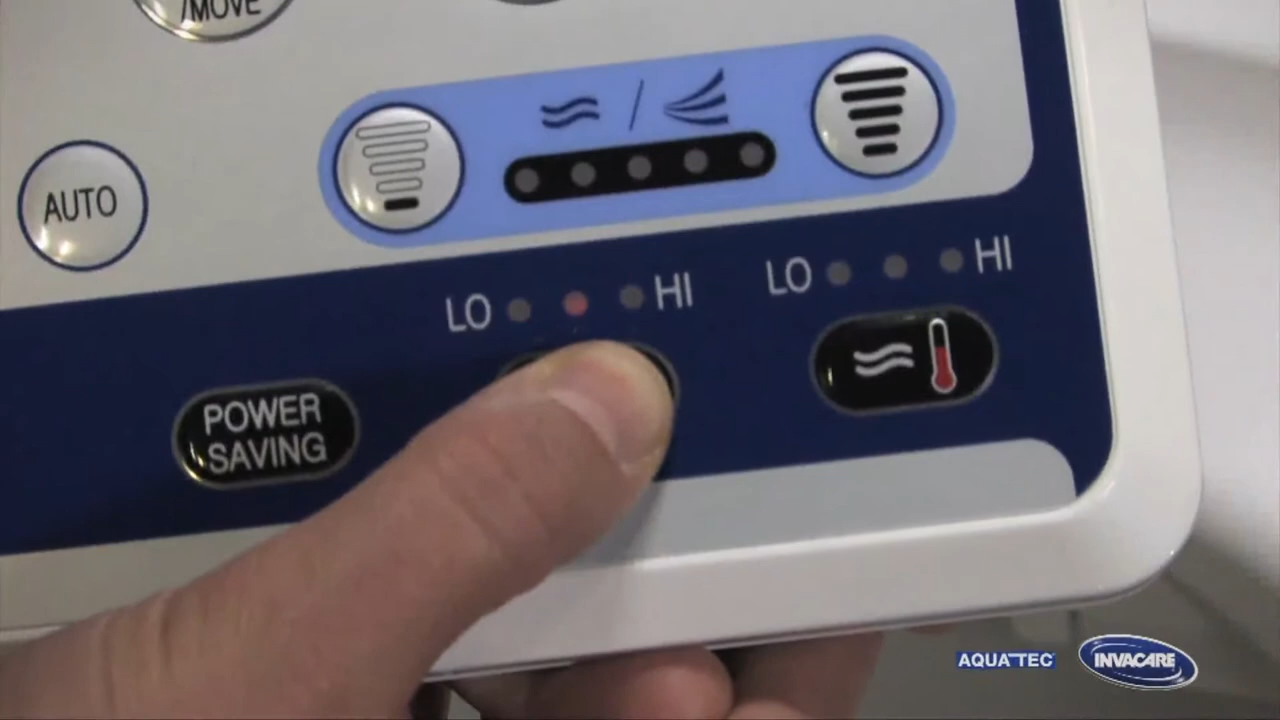 /MOVE
AUTO
LO HI
LO HI
POWER
SAVING
AQUATEC
INVACARE